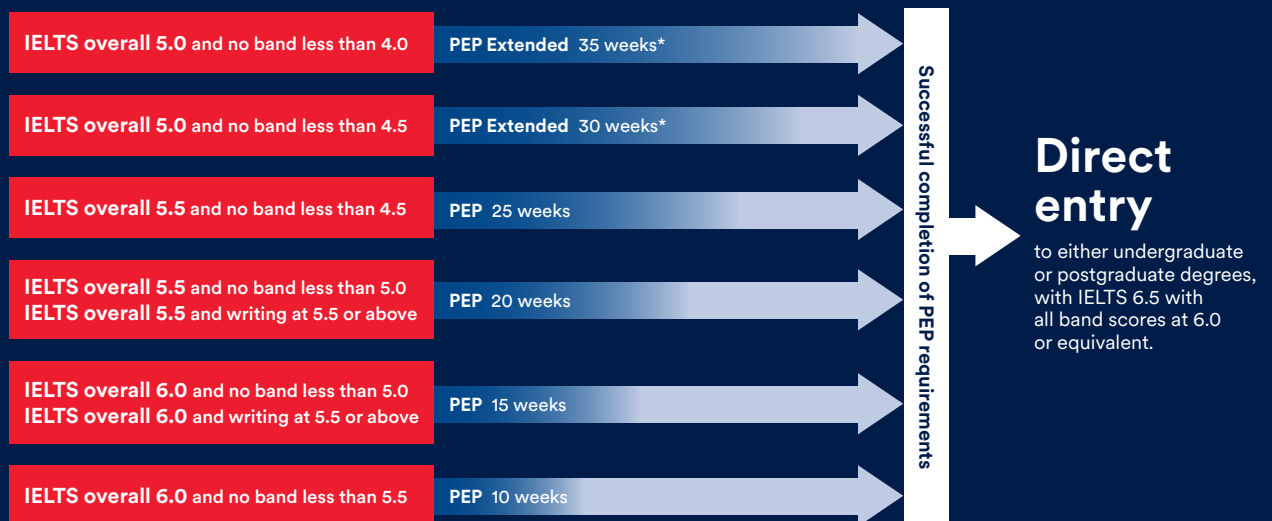 IELTS overall 5.0 and no band less than 4.0
PEP Extended 35 weeks*
IELTS overall 5.0 and no band less than 4.5
PEP Extended 30 weeks*
IELTS overall 5.5 and no band less than 4.5
PEP 25 weeks
IELTS overall 5.5 and no band less than 5.0
IELTS overall 5.5 and writing at 5.5 or above
PEP 20 weeks
IELTS overall 6.0 and no band less than 5.0
IELTS overall 6.0 and writing at 5.5 or above
PEP 15 weeks
IELTS overall 6.0 and no band less than 5.5
PEP 10 weeks
Successful completion of PEP requirements
Direct
entry
to either undergraduate
or postgraduate degrees,
with IELTS 6.5 with
all band scores at 6.0
or equivalent.